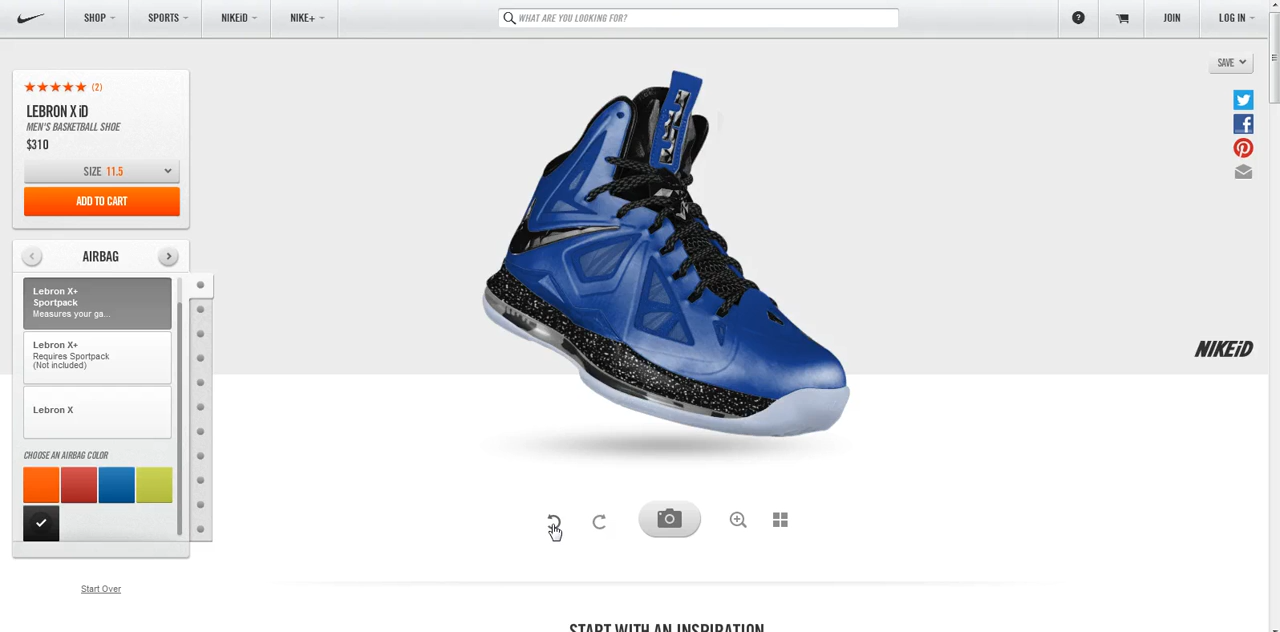 SHOP
SPORTS
NIKEiD
NIKE+
WHAT ARE YOU LOOKING FOR?
?
JOIN
LOG IN
SAVE
(2)
LEBRON X iD
MEN'S BASKETBALL SHOE
$310
SIZE 11.5
ADD TO CART
AIRBAG
Lebron X+
Sportpack
Measures your ga...
Lebron X+
Requires Sportpack
(Not included)
Lebron X
CHOOSE AN AIRBAG COLOR
Start Over
NIKEiD
START WITH AN INSPIRATION